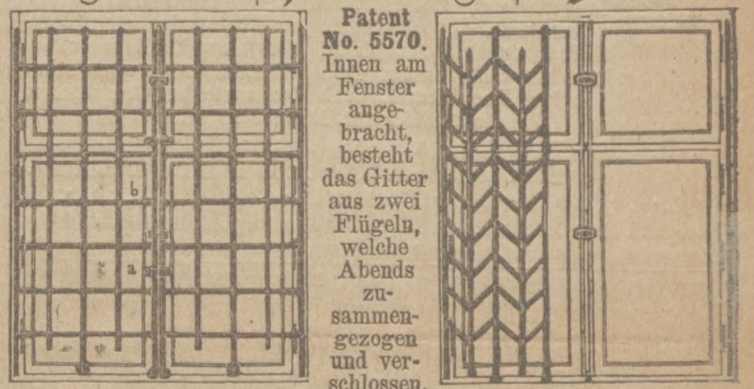 Patent
No. 5570.
Innen am
Fenster
ange-
bracht,
besteht
das Gitter
aus zwei
Flügeln,
welche
Abends
zu-
sammen-
gezogen
und ver-
schlossen.
b
a